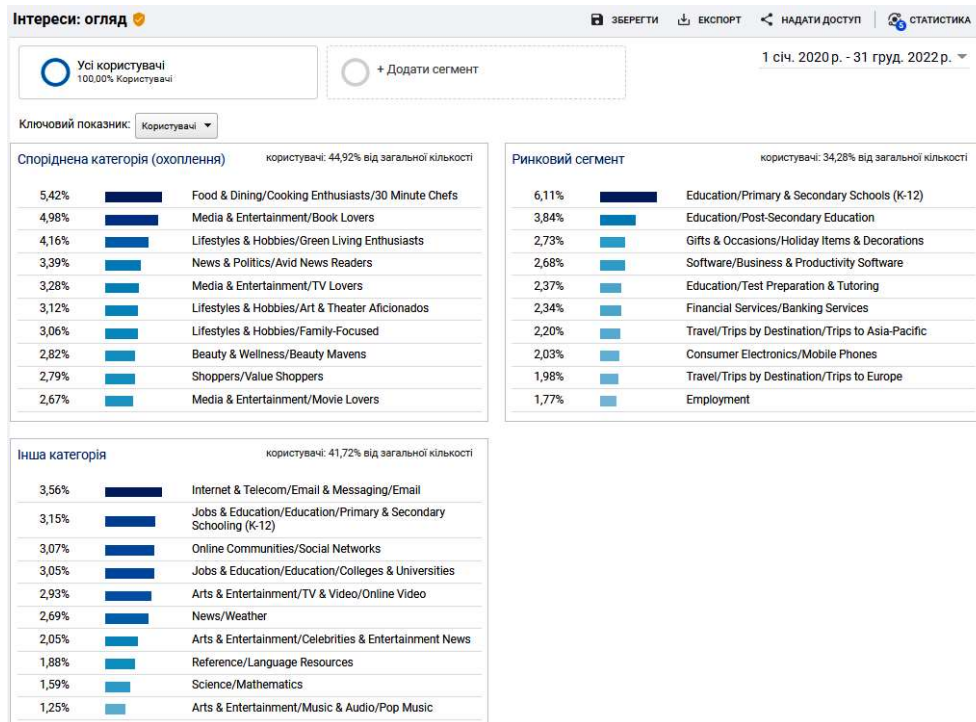 Інтереси: огляд
ЗБЕРЕГТИ ЕКСПОРТ НАДАТИ ДОСТУП 5 СТАТИСТИКА
Усі користувачі
100,00% Користувачі
+ Додати сегмент
1 січ. 2020 р. - 31 груд. 2022 р.
Ключовий показник: Користувачі
Споріднена категорія (охоплення) користувачі: 44,92% від загальної кількості
5,42% Food & Dining/Cooking Enthusiasts/30 Minute Chefs
4,98% Media & Entertainment/Book Lovers
4,16% Lifestyles & Hobbies/Green Living Enthusiasts
3,39% News & Politics/Avid News Readers
3,28% Media & Entertainment/TV Lovers
3,12% Lifestyles & Hobbies/Art & Theater Aficionados
3,06% Lifestyles & Hobbies/Family-Focused
2,82% Beauty & Wellness/Beauty Mavens
2,79% Shoppers/Value Shoppers
2,67% Media & Entertainment/Movie Lovers
Ринковий сегмент користувачі: 34,28% від загальної кількості
6,11% Education/Primary & Secondary Schools (K-12)
3,84% Education/Post-Secondary Education
2,73% Gifts & Occasions/Holiday Items & Decorations
2,68% Software/Business & Productivity Software
2,37% Education/Test Preparation & Tutoring
2,34% Financial Services/Banking Services
2,20% Travel/Trips by Destination/Trips to Asia-Pacific
2,03% Consumer Electronics/Mobile Phones
1,98% Travel/Trips by Destination/Trips to Europe
1,77% Employment
Інша категорія користувачі: 41,72% від загальної кількості
3,56% Internet & Telecom/Email & Messaging/Email
3,15% Jobs & Education/Education/Primary & Secondary
Schooling (K-12)
3,07% Online Communities/Social Networks
3,05% Jobs & Education/Education/Colleges & Universities
2,93% Arts & Entertainment/TV & Video/Online Video
2,69% News/Weather
2,05% Arts & Entertainment/Celebrities & Entertainment News
1,88% Reference/Language Resources
1,59% Science/Mathematics
1,25% Arts & Entertainment/Music & Audio/Pop Music